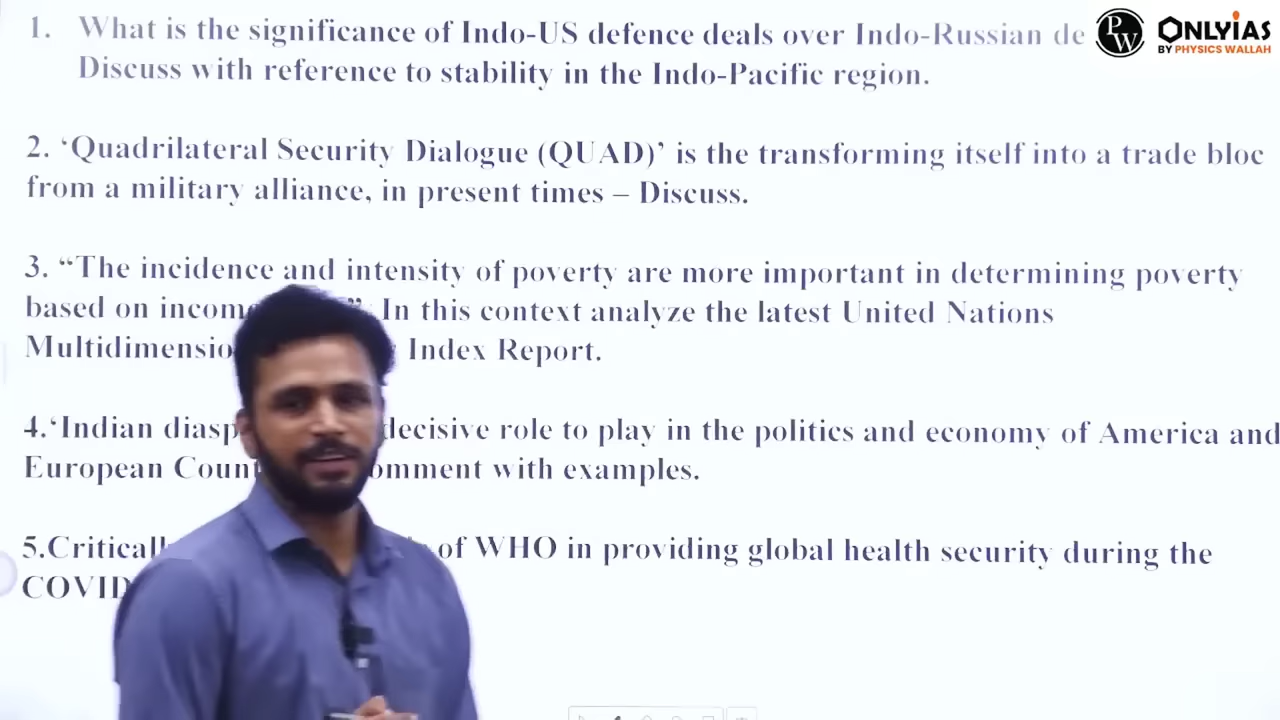 1. What is the significance of Indo-US defence deals over Indo-Russian de
PW ONLYIAS
BY PHYSICS WALLAH
Discuss with reference to stability in the Indo-Pacific region.
2. ‘Quadrilateral Security Dialogue (QUAD)’ is the transforming itself into a trade bloc
from a military alliance, in present times – Discuss.
3. “The incidence and intensity of poverty are more important in determining poverty
based on income ” In this context analyze the latest United Nations
Multidimensio Index Report.
4.‘Indian diasp decisive role to play in the politics and economy of America and
European Coun omment with examples.
5.Criticall of WHO in providing global health security during the
COVID